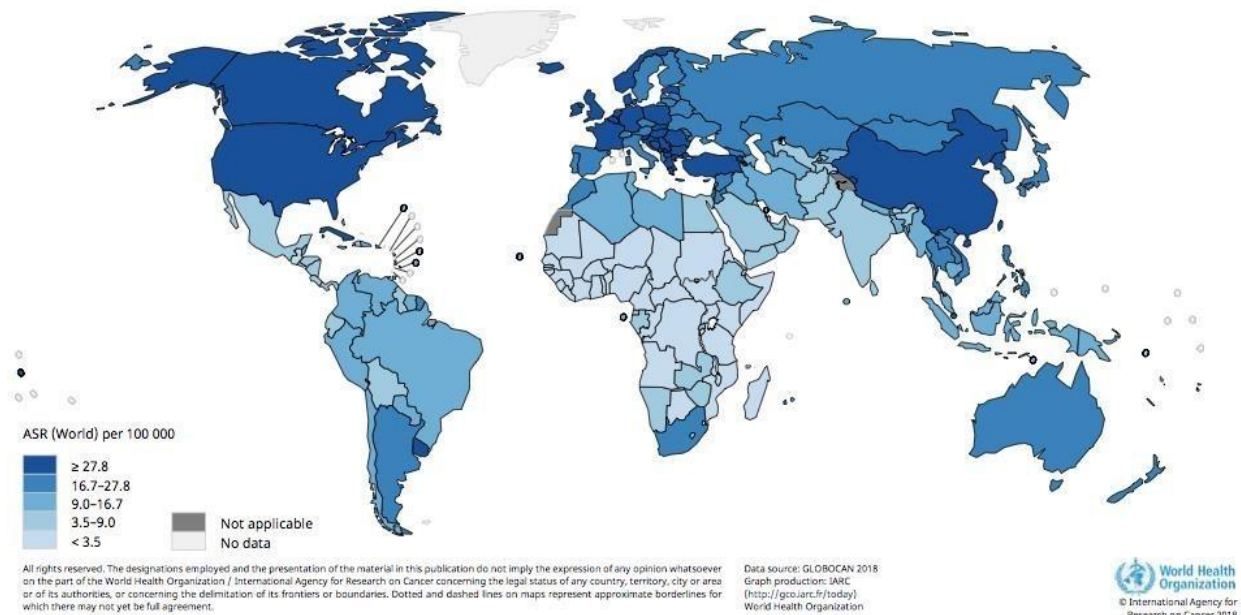 ASR (World) per 100 000
≥ 27.8
16.7–27.8
9.0–16.7
3.5–9.0
< 3.5
Not applicable
No data
All rights reserved. The designations employed and the presentation of the material in this publication do not imply the expression of any opinion whatsoever
on the part of the World Health Organization / International Agency for Research on Cancer concerning the legal status of any country, territory, city or area
or of its authorities, or concerning the delimitation of its frontiers or boundaries. Dotted and dashed lines on maps represent approximate borderlines for
which there may not yet be full agreement.
Data source: GLOBOCAN 2018
Graph production: IARC
(http://gco.iarc.fr/today)
World Health Organization
World Health
Organization
© International Agency for
Research on Cancer 2018